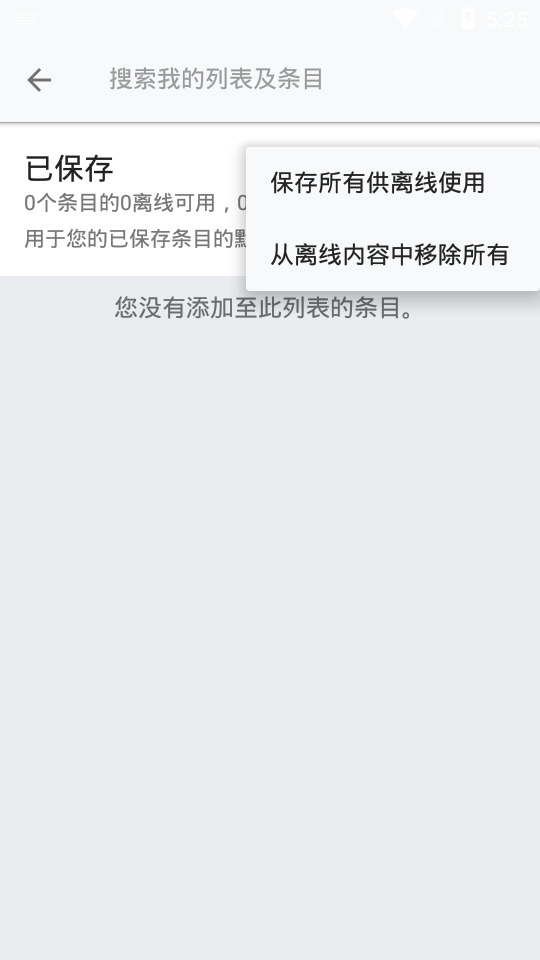 5:25
搜索我的列表及条目
已保存
0个条目的0离线可用，0
用于您的已保存条目的
保存所有供离线使用
从离线内容中移除所有
您没有添加至此列表的条目。